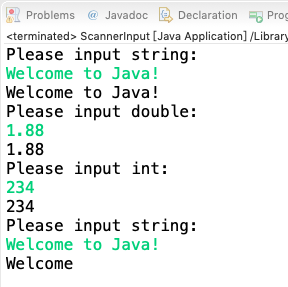 Problems @ Javadoc Declaration Prog
<terminated> ScannerInput [Java Application] /Library
Please input string:
Welcome to Java!
Welcome to Java!
Please input double:
1.88
1.88
Please input int:
234
234
Please input string:
Welcome to Java!
Welcome